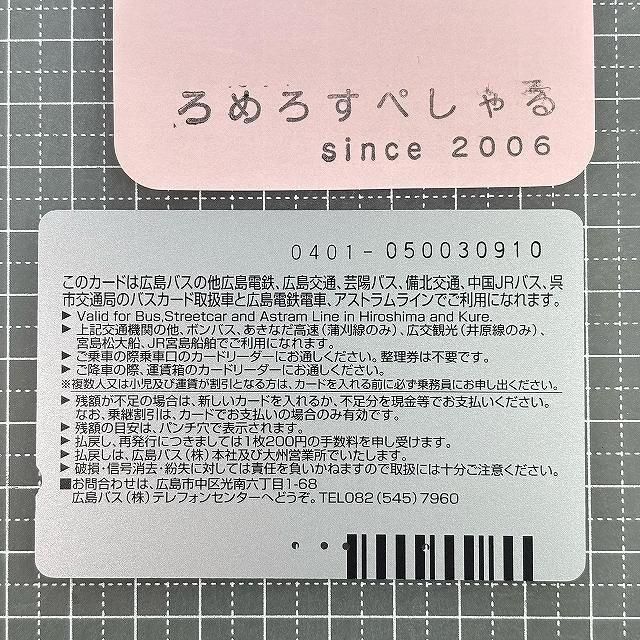 ろめろすぺしゃる
since 2006
0401-050030910
このカードは広島バスの他広島電鉄、広島交通、芸陽バス、備北交通、中国JRバス、呉
市交通局のバスカード取扱車と広島電鉄電車、アストラムラインでご利用になれます。
▶ Valid for Bus,Streetcar and Astram Line in Hiroshima and Kure.
▶ 上記交通機関の他、ボンバス、あきなだ高速（蒲刈線のみ）、広交観光（井原線のみ）、
宮島松大船、JR宮島船舶でご利用になれます。
▶ ご乗車の際乗車口のカードリーダーにお通しください。整理券は不要です。
▶ ご降車の際、運賃箱のカードリーダーにお通しください。
※複数人又は小児及び運賃が割引となる方は、カードを入れる前に必ず乗務員にお申し出ください。
▶ 残額が不足の場合は、新しいカードを入れるか、不足分を現金等でお支払いください。
なお、乗継割引は、カードでお支払いの場合のみ有効です。
▶ 残額の目安は、パンチ穴で表示されます。
▶ 払戻し、再発行につきましては1枚200円の手数料を申し受けます。
▶ 払戻しは、広島バス（株）本社及び大州営業所でいたします。
▶ 破損・信号消去・紛失に対しては責任を負いかねますので取扱には十分ご注意ください。
■お問合わせは、広島市中区光南六丁目1-68
広島バス（株）テレフォンセンターへどうぞ。TEL082（545）7960